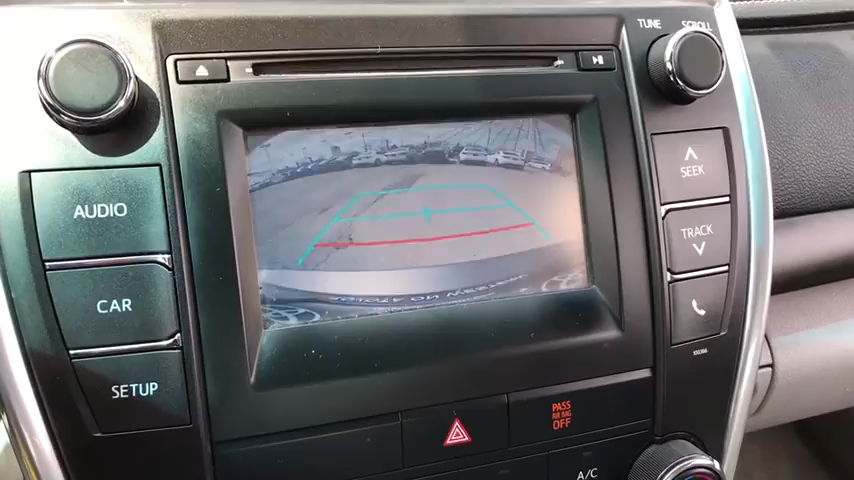 TUNE SCROLL
AUDIO
CAR
SETUP
SEEK
TRACK
PASS
AIR BAG
OFF
A/C